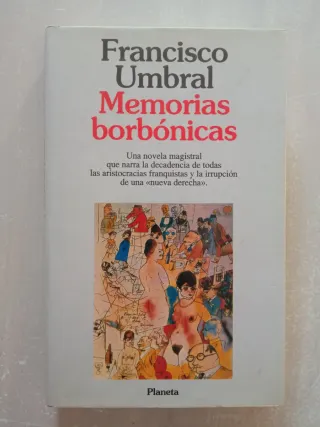 Francisco
Umbral
Memorias
borbónicas
Una novela magistral
que narra la decadencia de todas
las aristocracias franquistas y la irrupción
de una «nueva derecha».
Planeta